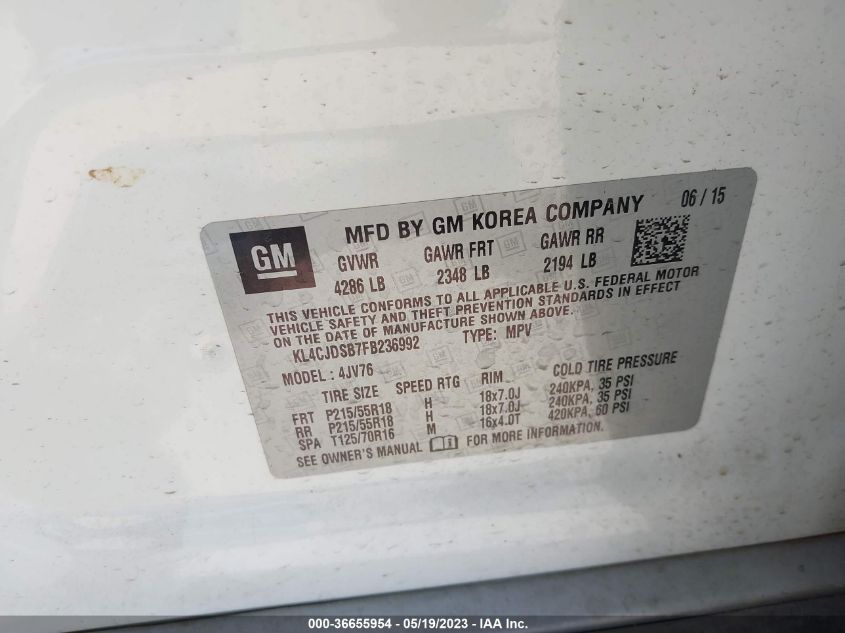 GM
MFD BY GM KOREA COMPANY 06 / 15
GVWR GAWR FRT GAWR RR
4286 LB 2348 LB 2194 LB
THIS VEHICLE CONFORMS TO ALL APPLICABLE U.S. FEDERAL MOTOR
VEHICLE SAFETY AND THEFT PREVENTION STANDARDS IN EFFECT
ON THE DATE OF MANUFACTURE SHOWN ABOVE.
KL4CJDSB7FB236992 TYPE: MPV
MODEL : 4JV76
TIRE SIZE SPEED RTG RIM COLD TIRE PRESSURE
FRT P215/55R18 H 18x7.0J 240KPA, 35 PSI
RR P215/55R18 H 18x7.0J 240KPA, 35 PSI
SPA T125/70R16 M 16x4.0T 420KPA, 60 PSI
SEE OWNER'S MANUAL FOR MORE INFORMATION.
000-36655954 - 05/19/2023 - IAA Inc.